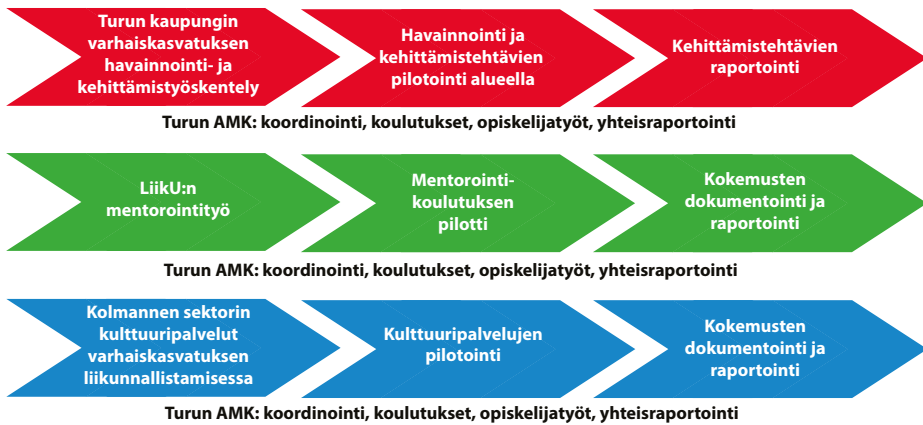 Turun kaupungin
varhaiskasvatuksen
havainnointi- ja
kehittämistyöskentely
Havainnointi ja
kehittämistehtävien
pilotointi alueella
Kehittämistehtävien
raportointi
Turun AMK: koordinointi, koulutukset, opiskelijatyöt, yhteisraportointi
LiikU:n
mentorointityö
Mentorointi-
koulutuksen
pilotti
Kokemusten
dokumentointi ja
raportointi
Turun AMK: koordinointi, koulutukset, opiskelijatyöt, yhteisraportointi
Kolmannen sektorin
kulttuuripalvelut
varhaiskasvatuksen
liikunnallistamisessa
Kulttuuripalvelujen
pilotointi
Kokemusten
dokumentointi ja
raportointi
Turun AMK: koordinointi, koulutukset, opiskelijatyöt, yhteisraportointi